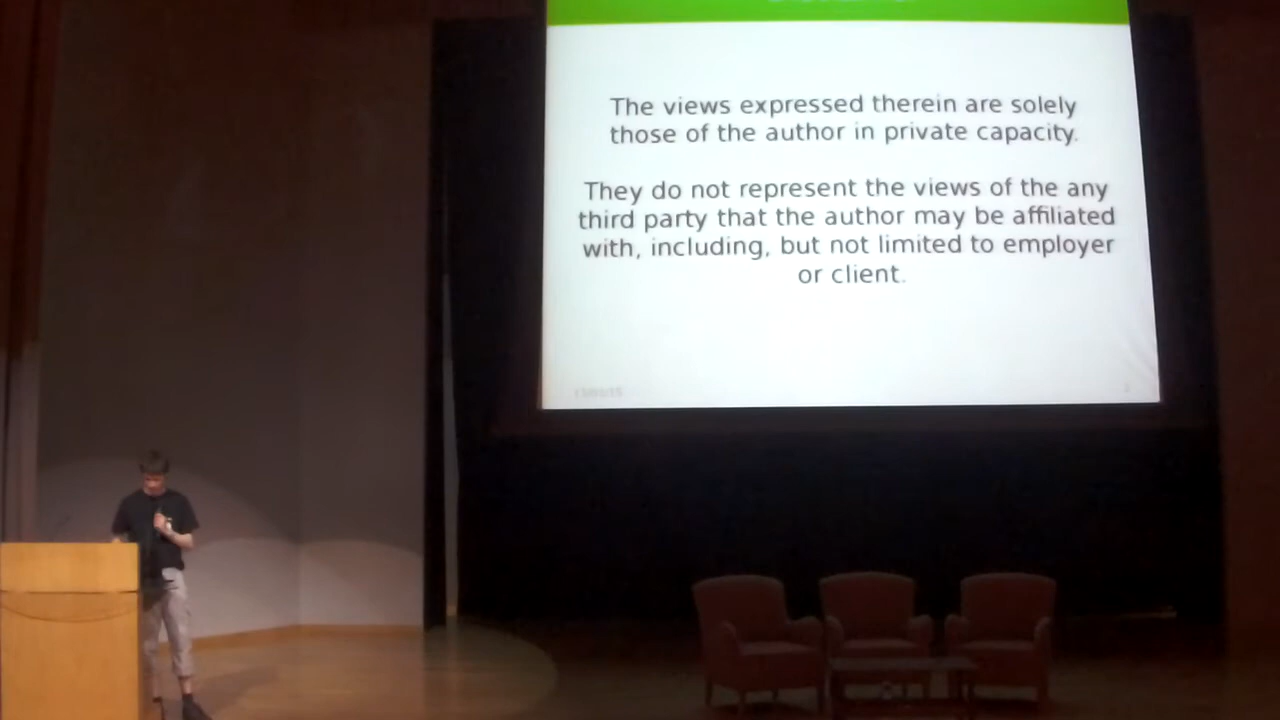 The views expressed therein are solely
those of the author in private capacity.
They do not represent the views of the any
third party that the author may be affiliated
with, including, but not limited to employer
or client.